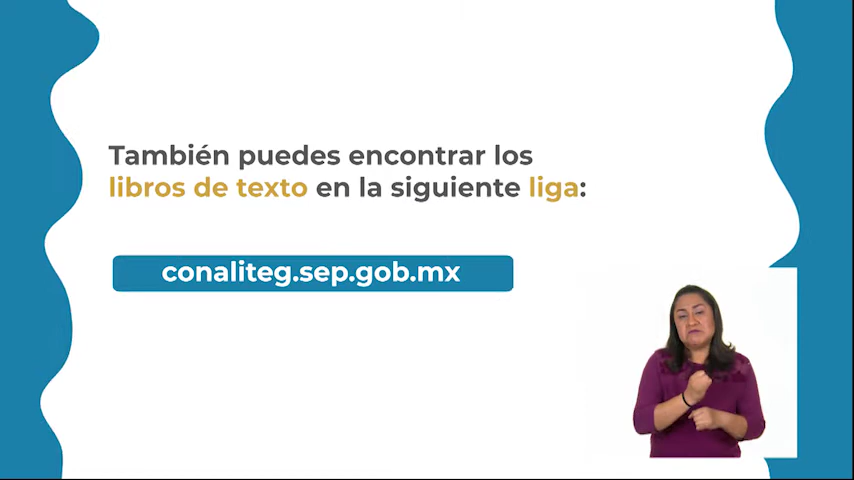 También puedes encontrar los
libros de texto en la siguiente liga:
conaliteg.sep.gob.mx